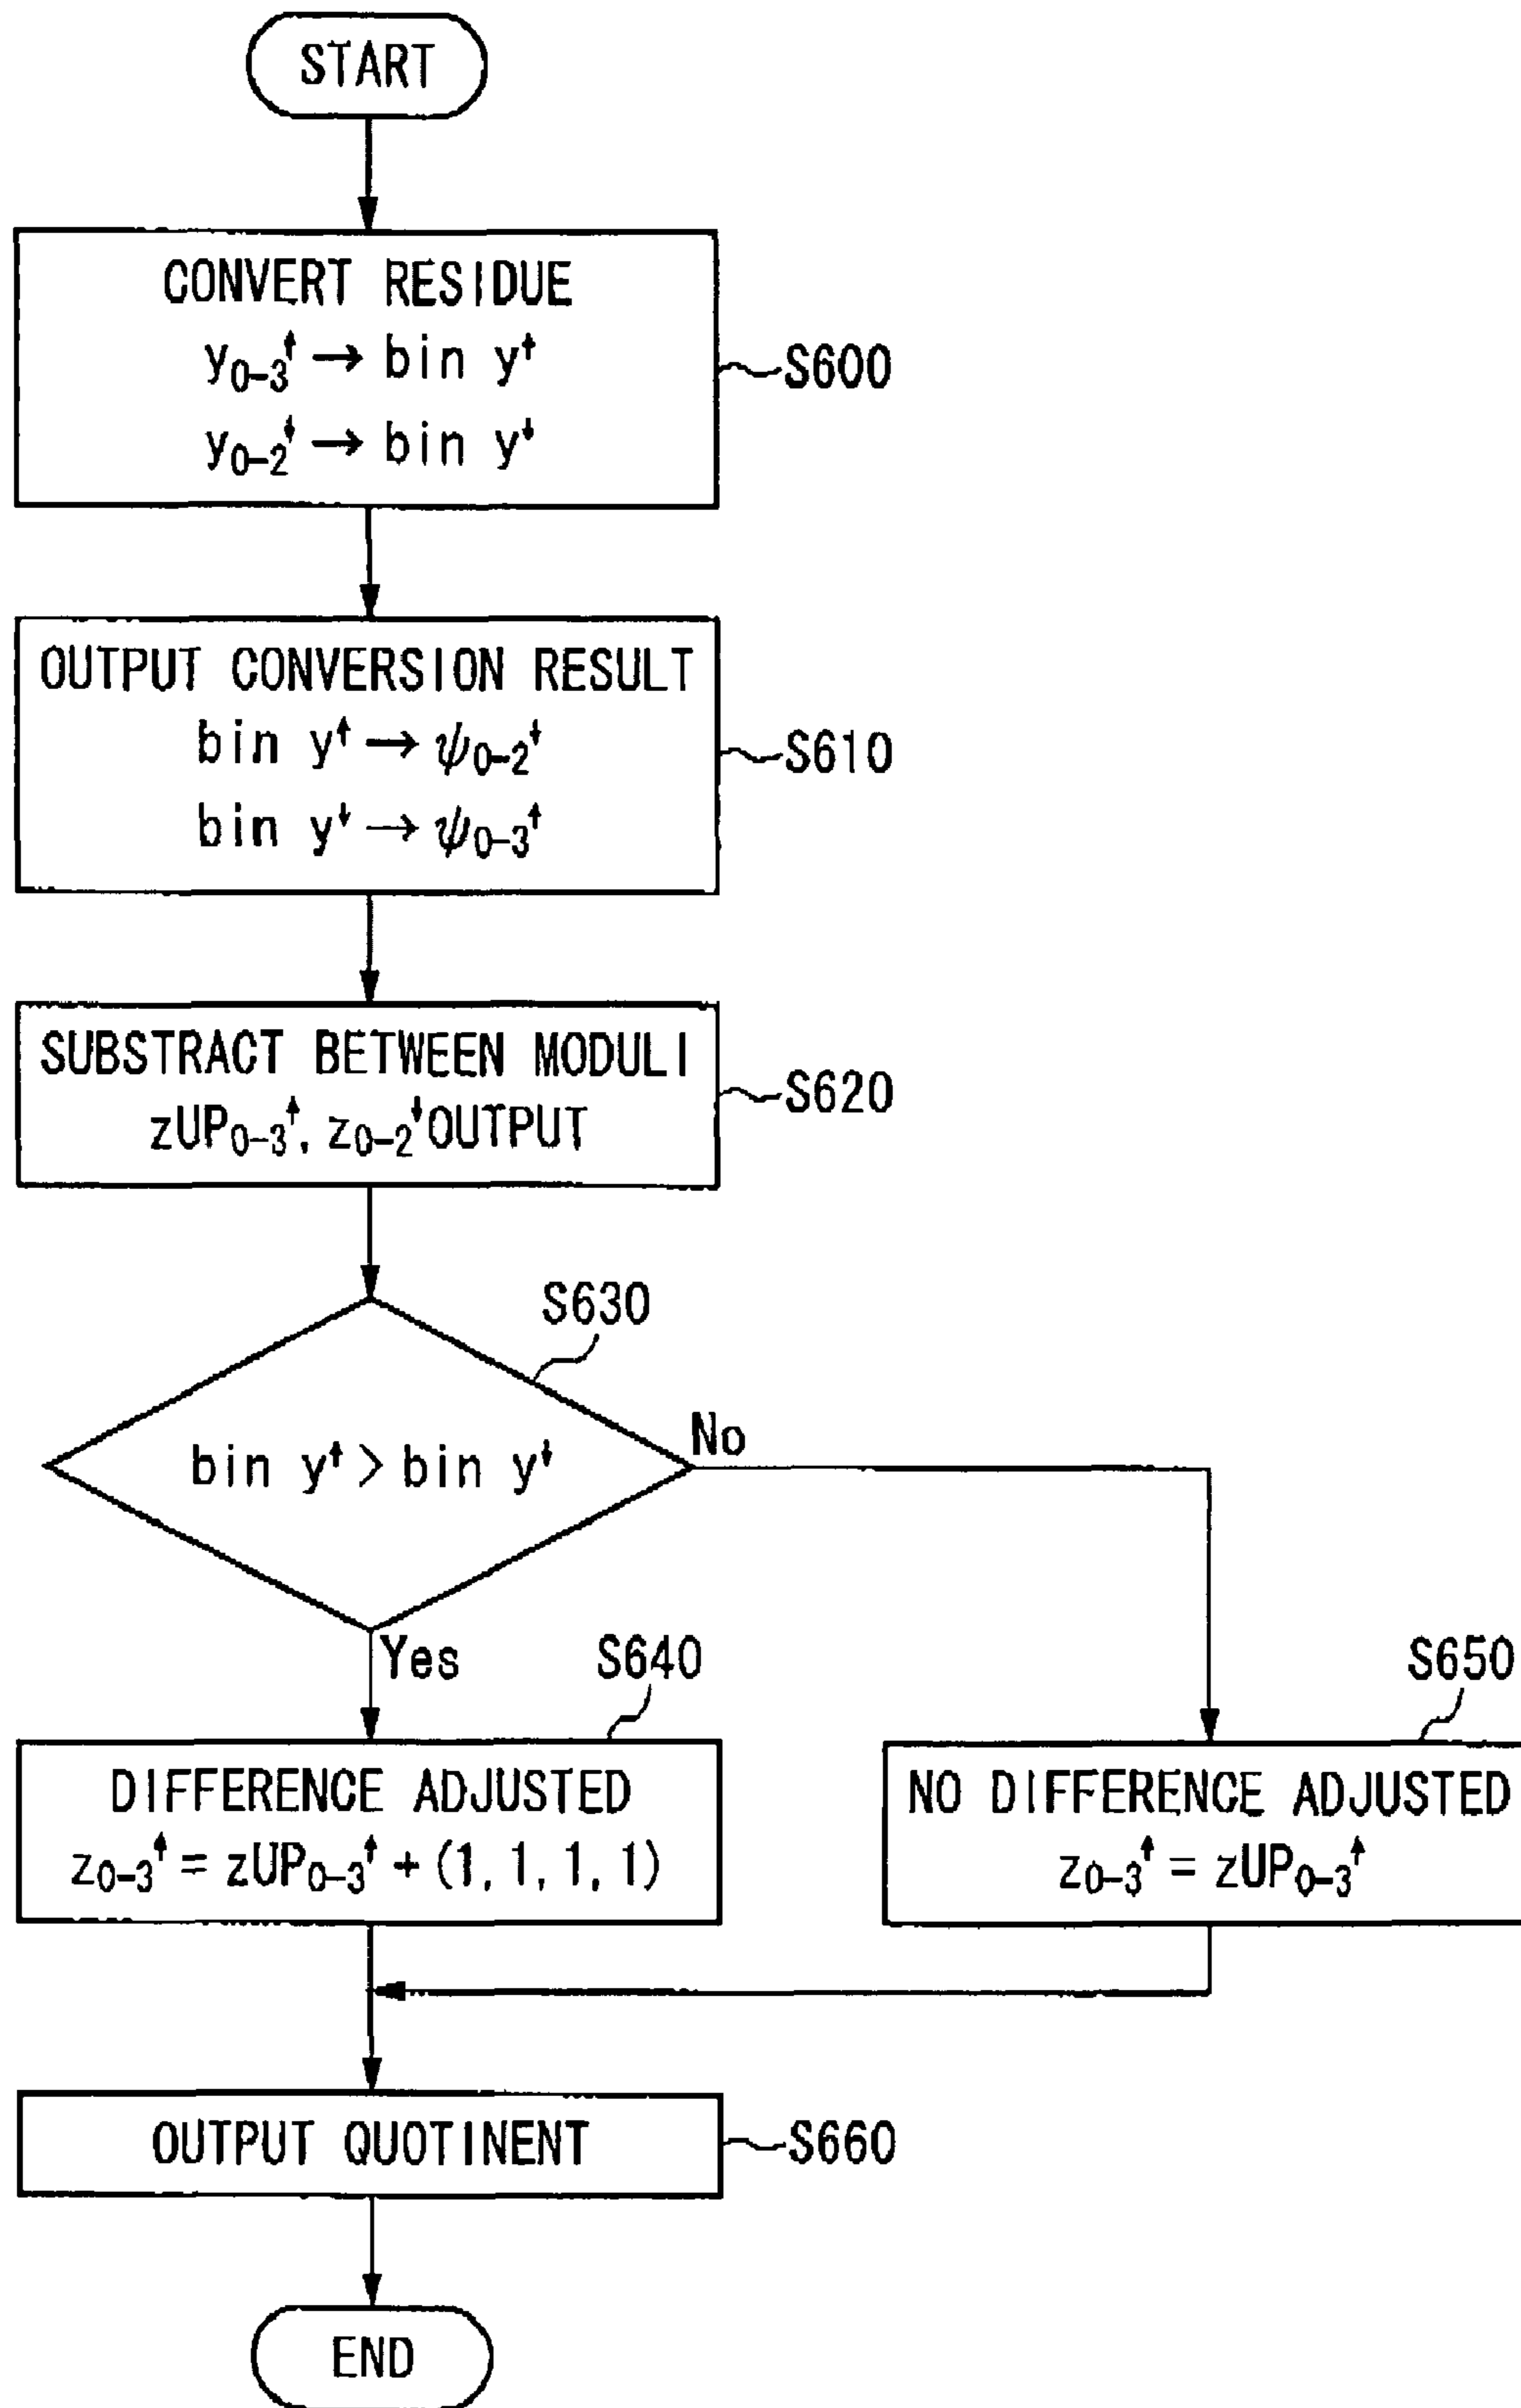 START
CONVERT RESIDUE
y₀₋₃↑ → bin y↑
y₀₋₂↓ → bin y↓
S600
OUTPUT CONVERSION RESULT
bin y↑ → ψ₀₋₂↓
bin y↓ → ψ₀₋₃↑
S610
SUBSTRACT BETWEEN MODULI
zUP₀₋₃↑, z₀₋₂↓ OUTPUT
S620
S630
bin y↑ > bin y↓
No
Yes
S640
S650
DIFFERENCE ADJUSTED
z₀₋₃↑ = zUP₀₋₃↑ + (1, 1, 1, 1)
NO DIFFERENCE ADJUSTED
z₀₋₃↑ = zUP₀₋₃↑
OUTPUT QUOTINENT
S660
END